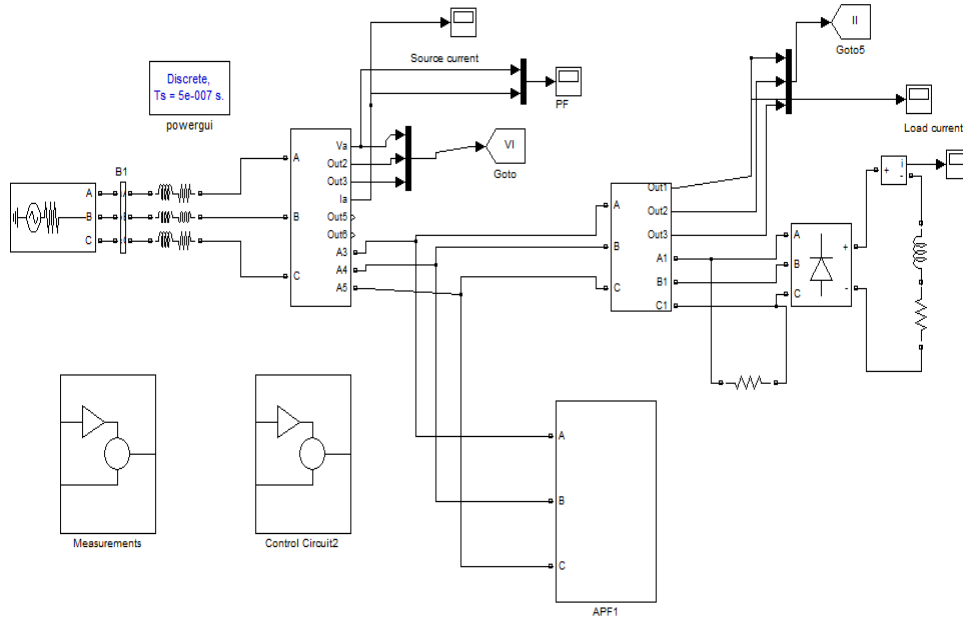 II
Goto5
Source current
PF
Load current
Discrete,
Ts = 5e-007 s.
powergui
VI
Goto
B1
A
B
C
A
B
C
Va
Out2
Out3
Ia
Out5
Out6
A3
A4
A5
A
B
C
Out1
Out2
Out3
A1
B1
C1
A
B
C
+
-
+
i
-
Measurements
Control Circuit2
A
B
C
APF1